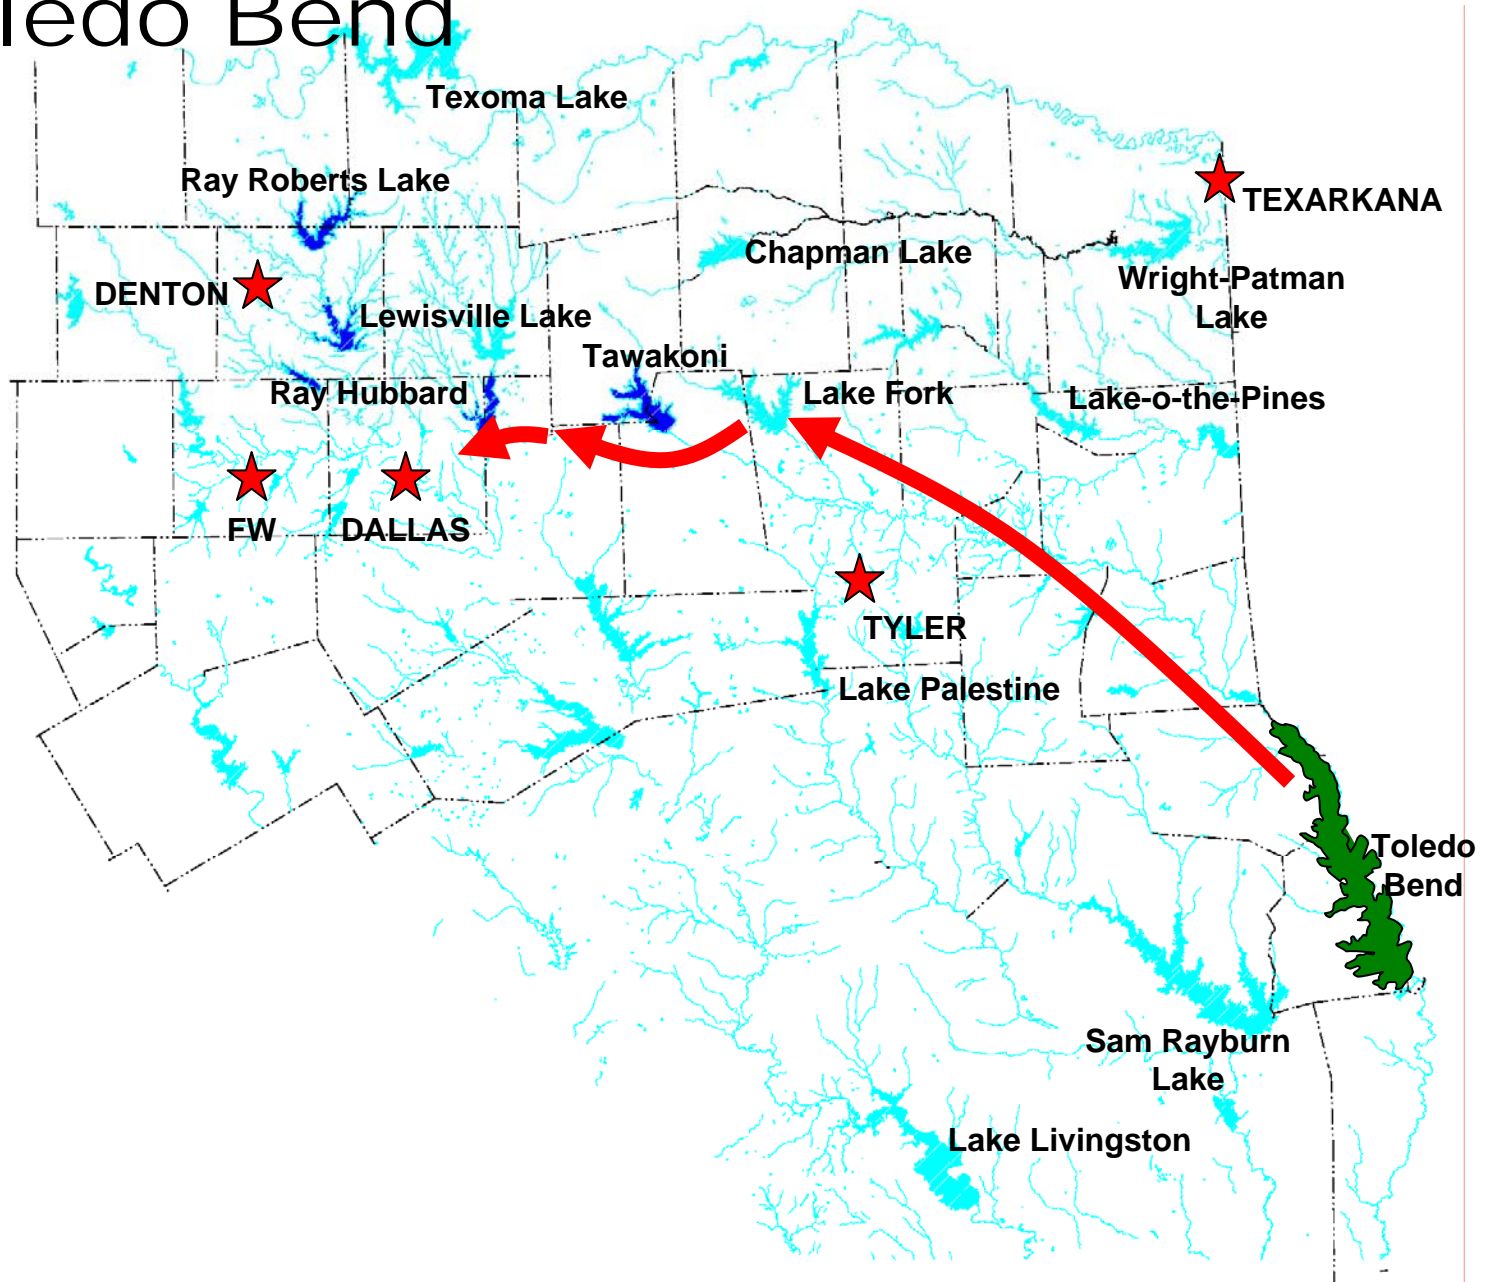 ledo Bend
Texoma Lake
Ray Roberts Lake
TEXARKANA
Chapman Lake
Wright-Patman
Lake
DENTON
Lewisville Lake
Tawakoni
Ray Hubbard
Lake Fork
Lake-o-the-Pines
FW
DALLAS
TYLER
Lake Palestine
Toledo
Bend
Sam Rayburn
Lake
Lake Livingston